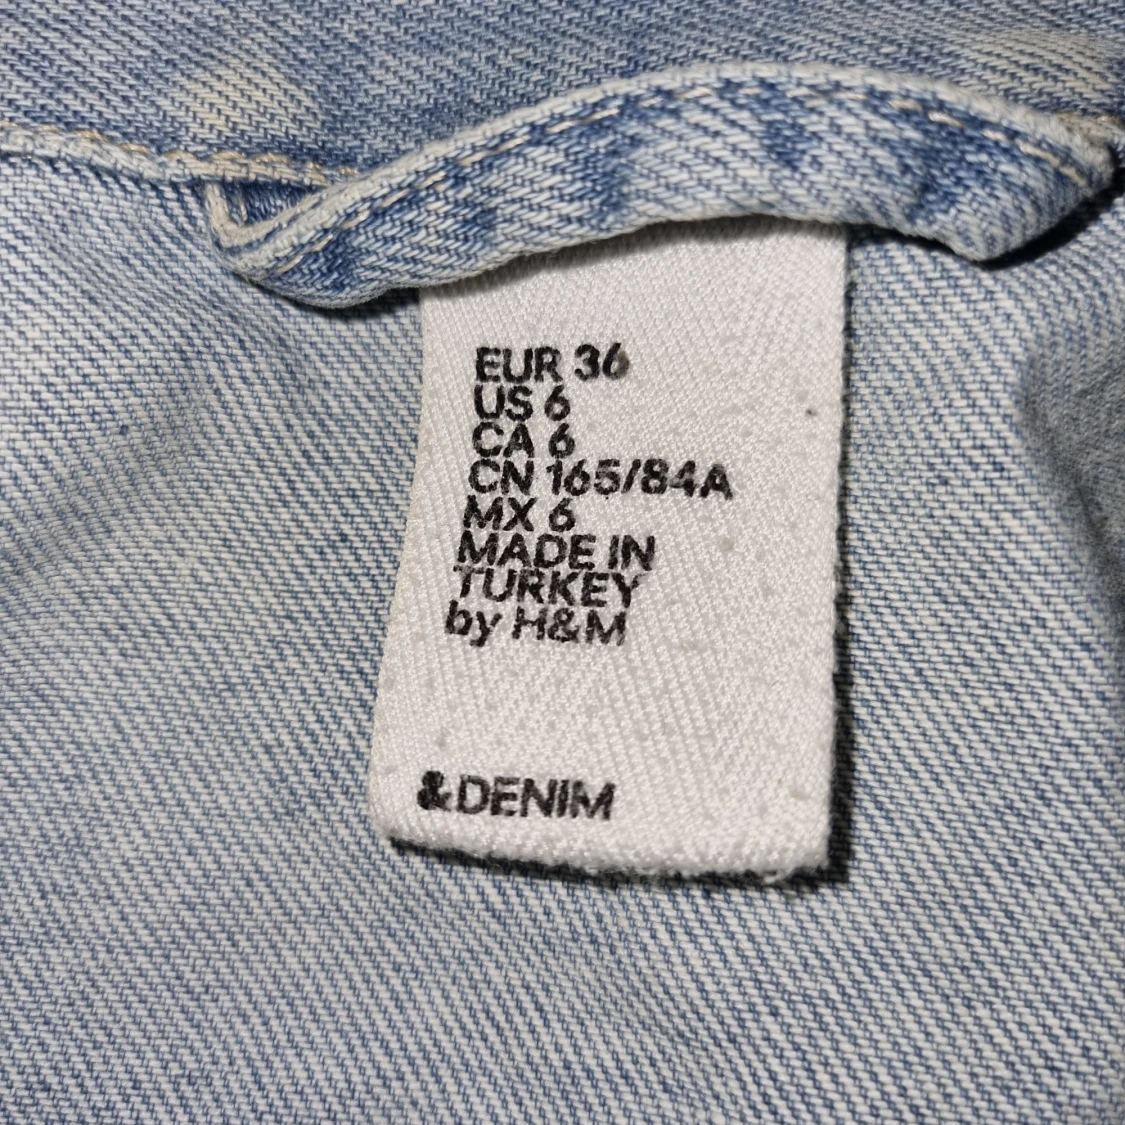 EUR 36
US 6
CA 6
CN 165/84A
MX 6
MADE IN
TURKEY
by H&M
&DENIM